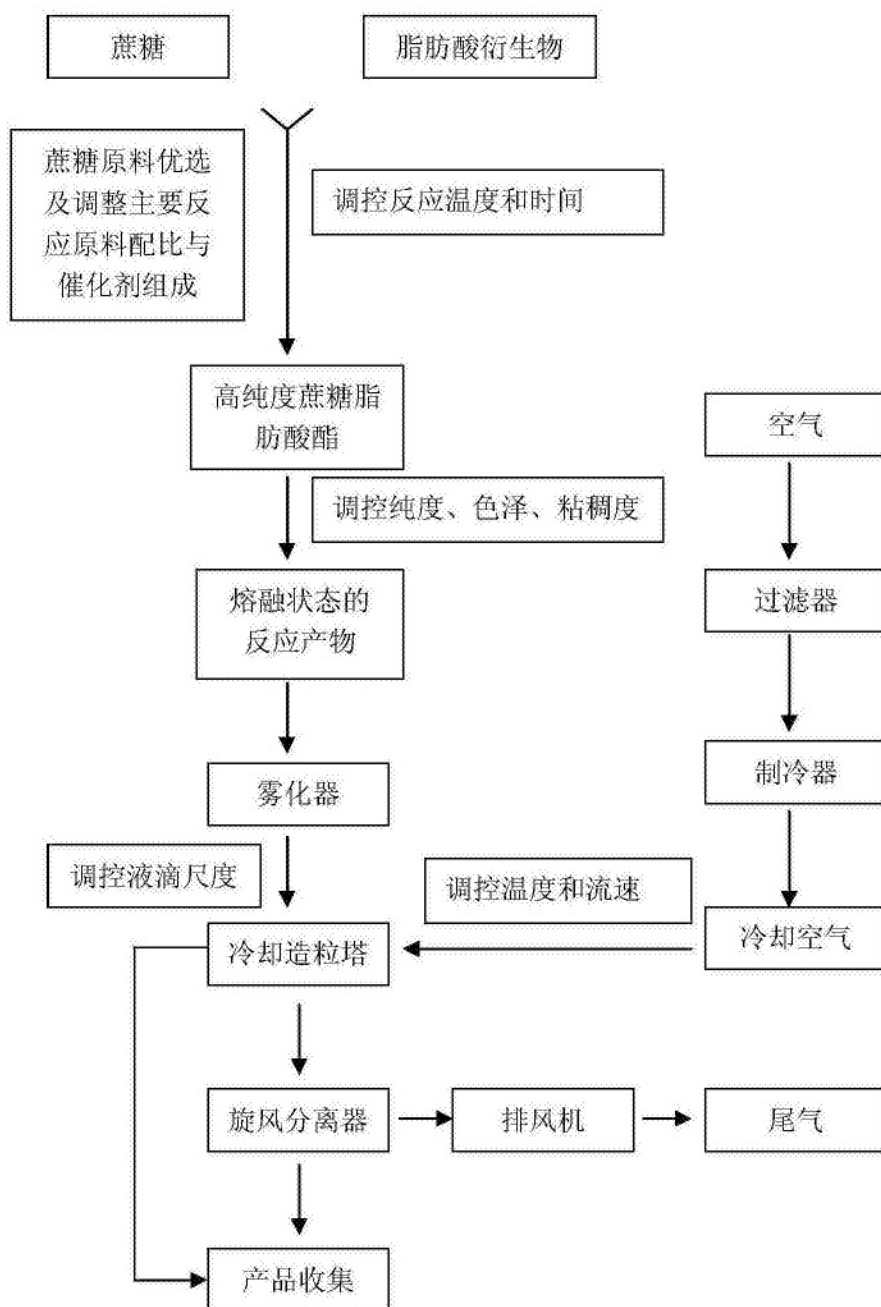 蔗糖
脂肪酸衍生物
蔗糖原料优选
及调整主要反
应原料配比与
催化剂组成
调控反应温度和时间
高纯度蔗糖脂
肪酸酯
空气
调控纯度、色泽、粘稠度
熔融状态的
反应产物
过滤器
雾化器
制冷器
调控液滴尺度
调控温度和流速
冷却造粒塔
冷却空气
旋风分离器
排风机
尾气
产品收集